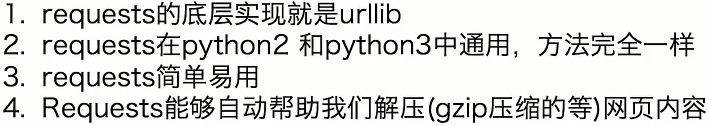 1. requests的底层实现就是urllib
2. requests在python2 和python3中通用，方法完全一样
3. requests简单易用
4. Requests能够自动帮助我们解压(gzip压缩的等)网页内容